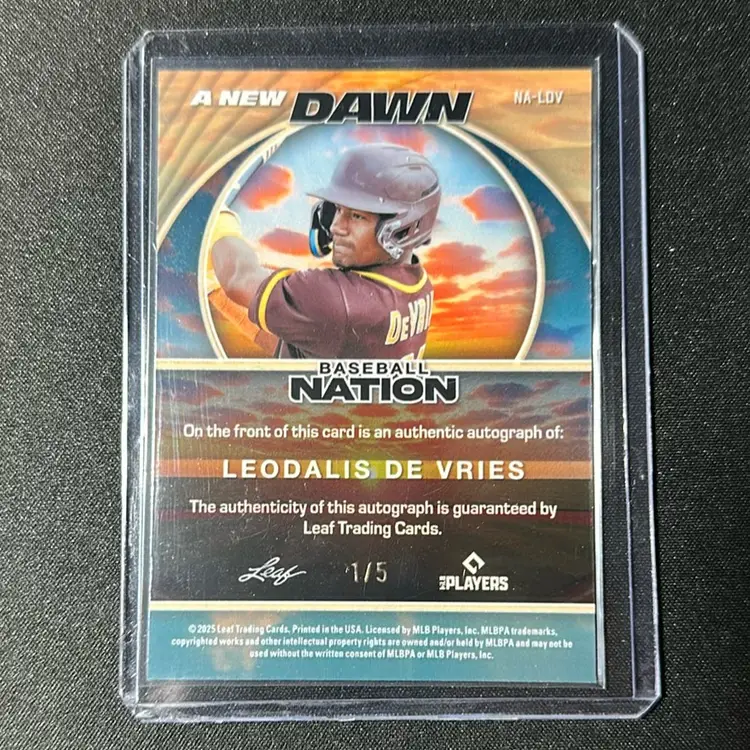 A NEW DAWN
NA-LDV
DEVRI
BASEBALL
NATION
On the front of this card is an authentic autograph of:
LEODALIS DE VRIES
The authenticity of this autograph is guaranteed by
Leaf Trading Cards.
Leaf
1/5
MLB PLAYERS
© 2025 Leaf Trading Cards. Printed in the USA. Licensed by MLB Players, Inc. MLBPA trademarks,
copyrighted works and other intellectual property rights are owned and/or held by MLBPA and may not be
used without the written consent of MLBPA or MLB Players, Inc.